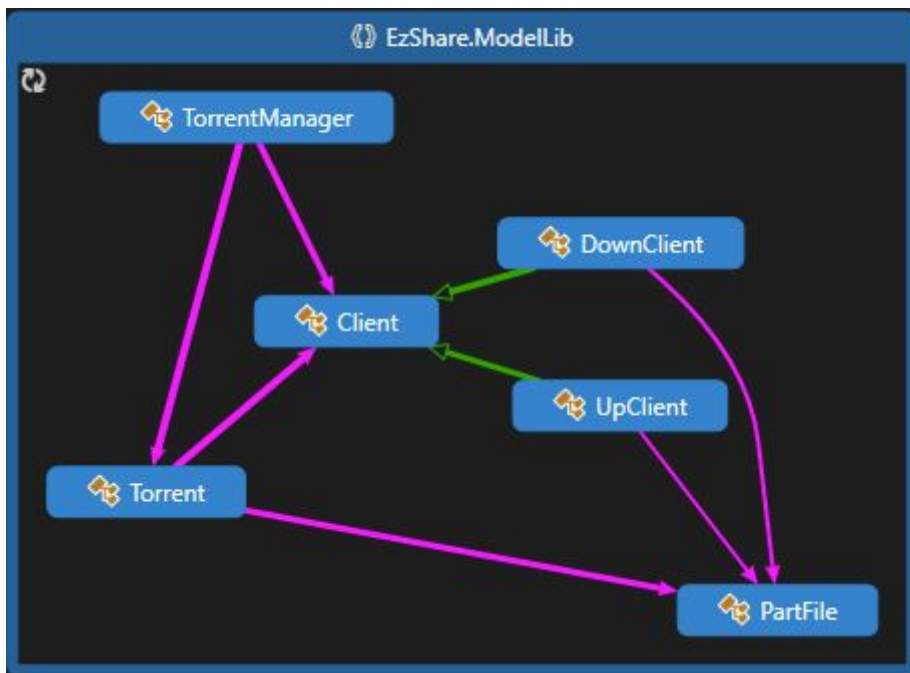 EzShare.ModelLib
TorrentManager
DownClient
Client
UpClient
Torrent
PartFile